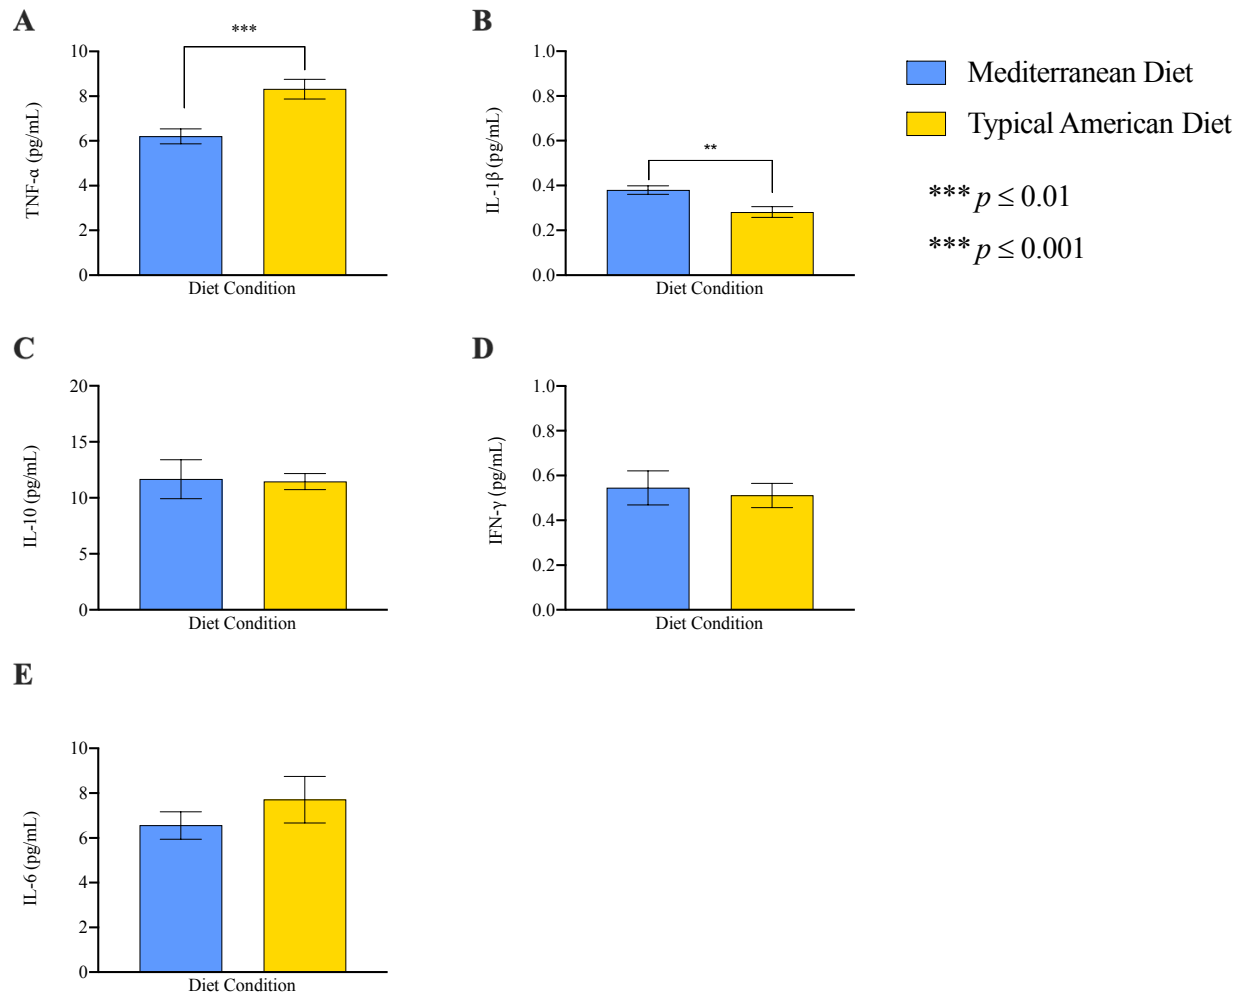 A
***
10
8
6
4
2
0
TNF-α (pg/mL)
Diet Condition
B
**
1.0
0.8
0.6
0.4
0.2
0.0
IL-1β (pg/mL)
Diet Condition
Mediterranean Diet
Typical American Diet
*** p ≤ 0.01
*** p ≤ 0.001
C
20
15
10
5
0
IL-10 (pg/mL)
Diet Condition
D
1.0
0.8
0.6
0.4
0.2
0.0
IFN-γ (pg/mL)
Diet Condition
E
10
8
6
4
2
0
IL-6 (pg/mL)
Diet Condition